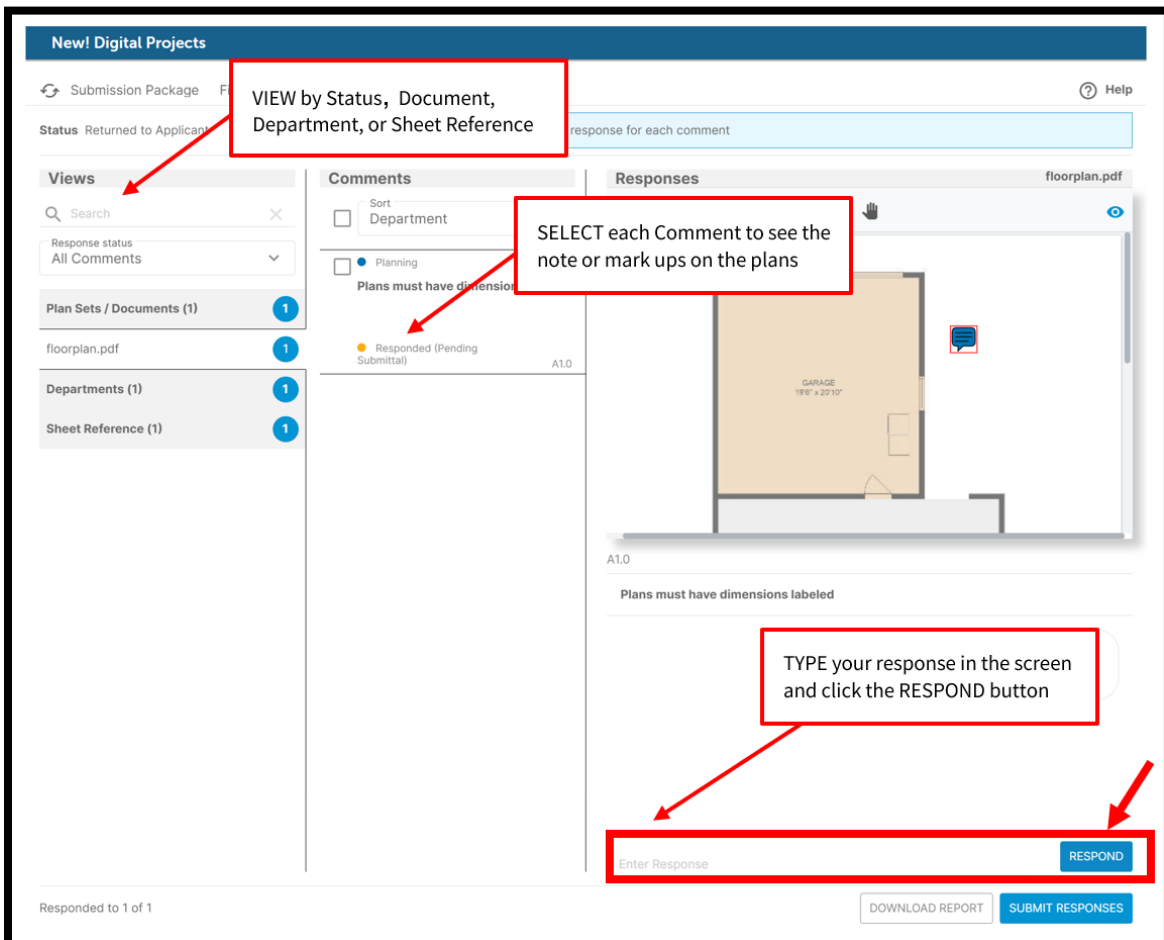 New! Digital Projects
Submission Package Fi
Help
VIEW by Status, Document,
Department, or Sheet Reference
Status Returned to Applicant
response for each comment
Views
Search
Response status
All Comments
Plan Sets / Documents (1) 1
floorplan.pdf 1
Departments (1) 1
Sheet Reference (1) 1
Comments
Sort
Department
Planning
Plans must have dimension
Responded (Pending
Submittal)
A1.0
SELECT each Comment to see the
note or mark ups on the plans
Responses floorplan.pdf
GARAGE
19'6" x 20'10"
A1.0
Plans must have dimensions labeled
TYPE your response in the screen
and click the RESPOND button
Enter Response
RESPOND
Responded to 1 of 1
DOWNLOAD REPORT
SUBMIT RESPONSES